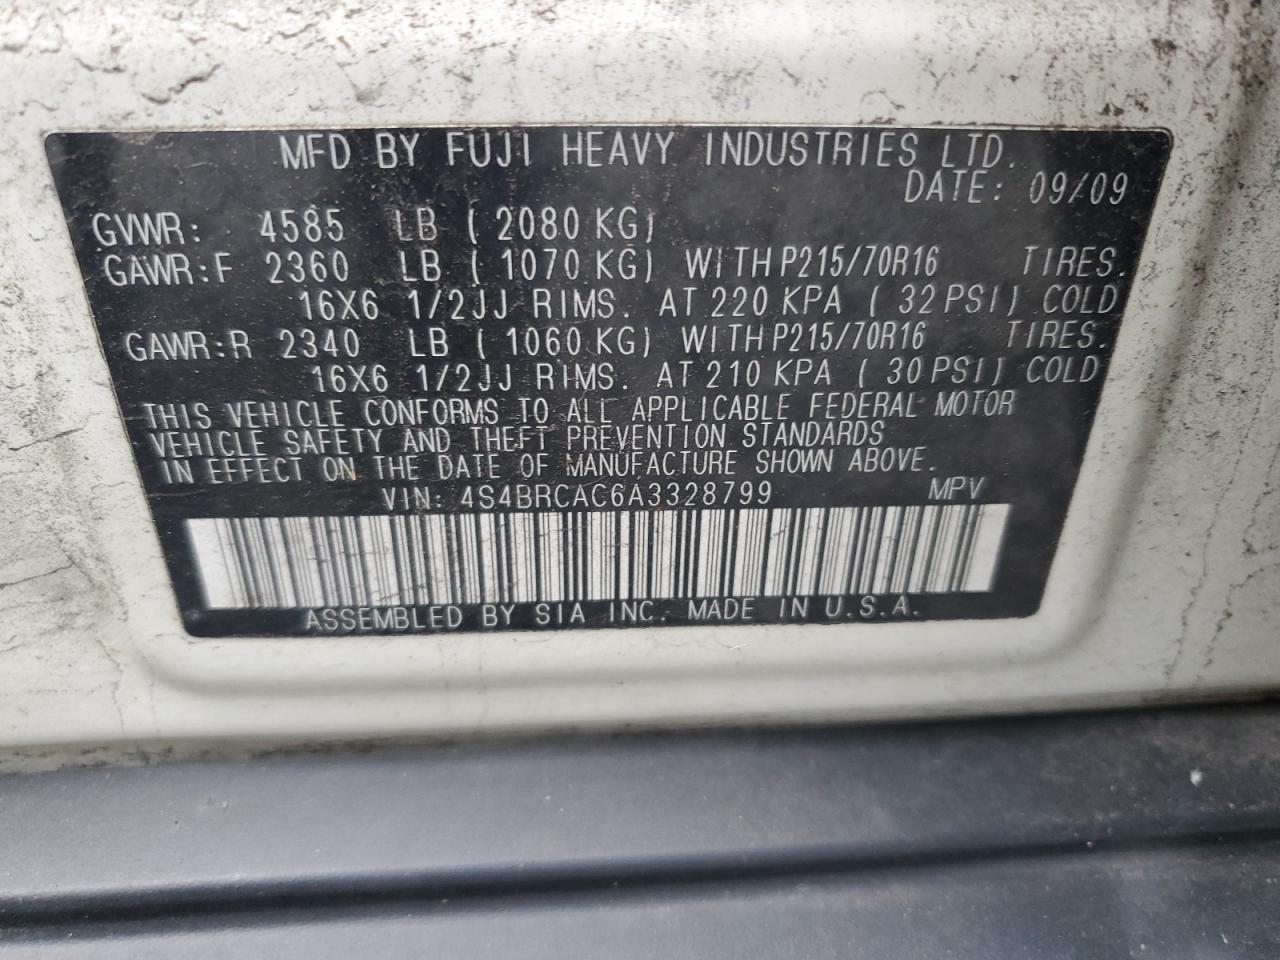 MFD BY FUJI HEAVY INDUSTRIES LTD.
DATE: 09/09
GVWR: 4585 LB (2080 KG)
GAWR:F 2360 LB (1070 KG) WITH P215/70R16 TIRES.
16X6 1/2JJ RIMS. AT 220 KPA (32 PSI) COLD
GAWR:R 2340 LB (1060 KG) WITH P215/70R16 TIRES.
16X6 1/2JJ RIMS. AT 210 KPA (30 PSI) COLD
THIS VEHICLE CONFORMS TO ALL APPLICABLE FEDERAL MOTOR
VEHICLE SAFETY AND THEFT PREVENTION STANDARDS
IN EFFECT ON THE DATE OF MANUFACTURE SHOWN ABOVE.
VIN: 4S4BRCAC6A3328799 MPV
ASSEMBLED BY SIA INC. MADE IN U.S.A.